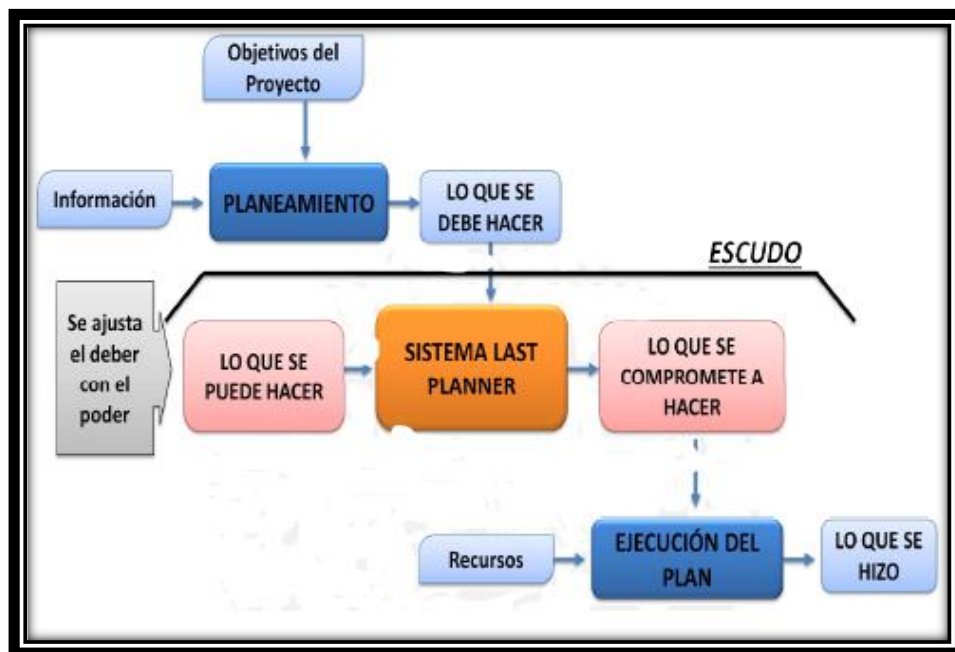 Objetivos del
Proyecto
Información
PLANEAMIENTO
LO QUE SE
DEBE HACER
ESCUDO
Se ajusta
el deber
con el
poder
LO QUE SE
PUEDE HACER
SISTEMA LAST
PLANNER
LO QUE SE
COMPROMETE A
HACER
Recursos
EJECUCIÓN DEL
PLAN
LO QUE SE
HIZO